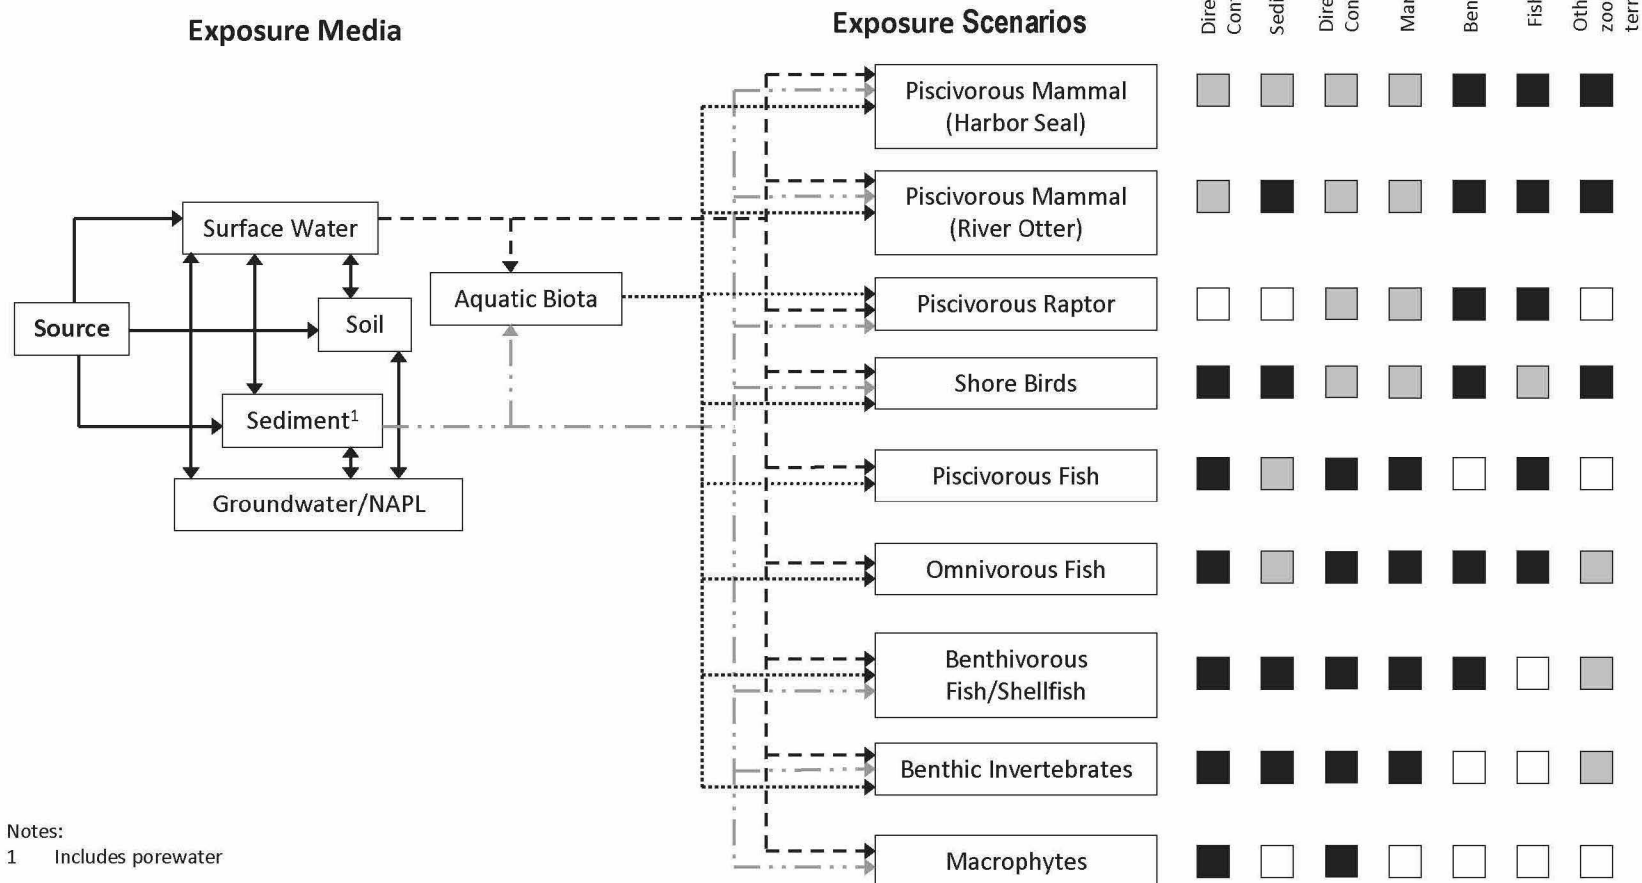 Exposure Media
Exposure Scenarios
Piscivorous Mammal
(Harbor Seal)
Piscivorous Mammal
(River Otter)
Surface Water
Aquatic Biota
Piscivorous Raptor
Source
Soil
Shore Birds
Sediment1
Piscivorous Fish
Groundwater/NAPL
Omnivorous Fish
Benthivorous
Fish/Shellfish
Benthic Invertebrates
Notes:
1 Includes porewater
Macrophytes